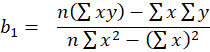 b₁ = n(∑ xy) − ∑ x ∑ y / n ∑ x² − (∑ x)²